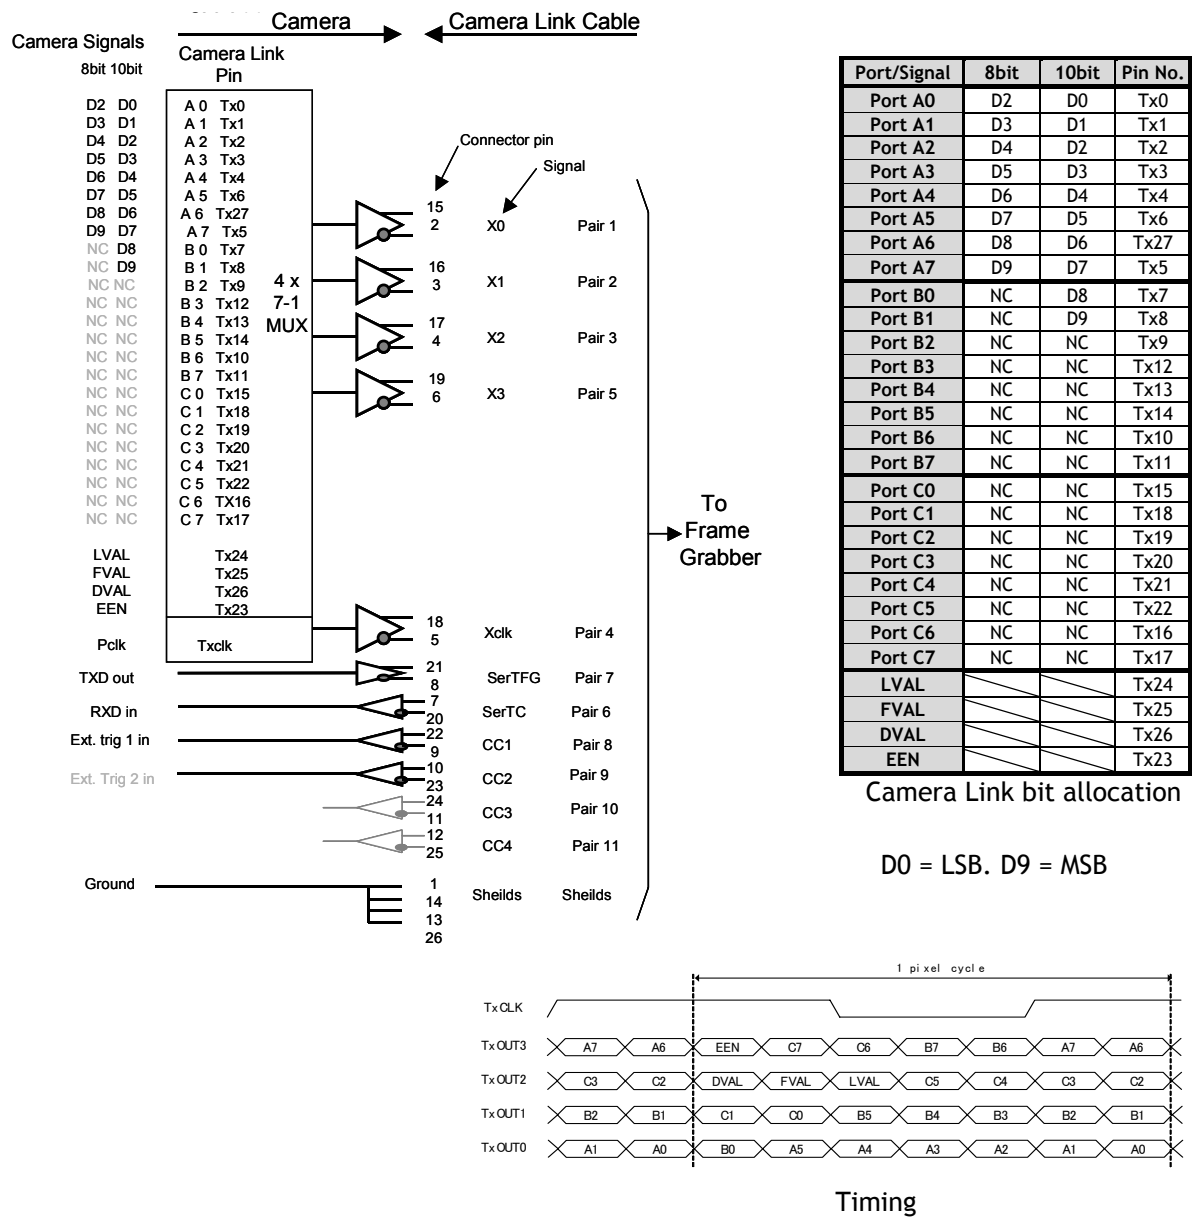 Camera
Camera Link Cable
Camera Signals
8bit 10bit
Camera Link
Pin
D2 D0 A 0 Tx0
D3 D1 A 1 Tx1
D4 D2 A 2 Tx2
D5 D3 A 3 Tx3
D6 D4 A 4 Tx4
D7 D5 A 5 Tx6
D8 D6 A 6 Tx27
D9 D7 A 7 Tx5
NC D8 B 0 Tx7
NC D9 B 1 Tx8
NC NC B 2 Tx9
NC NC B 3 Tx12
NC NC B 4 Tx13
NC NC B 5 Tx14
NC NC B 6 Tx10
NC NC B 7 Tx11
NC NC C 0 Tx15
NC NC C 1 Tx18
NC NC C 2 Tx19
NC NC C 3 Tx20
NC NC C 4 Tx21
NC NC C 5 Tx22
NC NC C 6 TX16
NC NC C 7 Tx17
LVAL Tx24
FVAL Tx25
DVAL Tx26
EEN Tx23
Pclk Txclk
4 x
7-1
MUX
Connector pin
Signal
15
2 X0 Pair 1
16
3 X1 Pair 2
17
4 X2 Pair 3
19
6 X3 Pair 5
18
5 Xclk Pair 4
TXD out
21
8 SerTFG Pair 7
RXD in
7
20 SerTC Pair 6
Ext. trig 1 in
22
9 CC1 Pair 8
Ext. Trig 2 in
10
23 CC2 Pair 9
24
11 CC3 Pair 10
12
25 CC4 Pair 11
Ground
1
14
13
26
Sheilds Sheilds
To
Frame
Grabber
Port/Signal 8bit 10bit Pin No.
Port A0 D2 D0 Tx0
Port A1 D3 D1 Tx1
Port A2 D4 D2 Tx2
Port A3 D5 D3 Tx3
Port A4 D6 D4 Tx4
Port A5 D7 D5 Tx6
Port A6 D8 D6 Tx27
Port A7 D9 D7 Tx5
Port B0 NC D8 Tx7
Port B1 NC D9 Tx8
Port B2 NC NC Tx9
Port B3 NC NC Tx12
Port B4 NC NC Tx13
Port B5 NC NC Tx14
Port B6 NC NC Tx10
Port B7 NC NC Tx11
Port C0 NC NC Tx15
Port C1 NC NC Tx18
Port C2 NC NC Tx19
Port C3 NC NC Tx20
Port C4 NC NC Tx21
Port C5 NC NC Tx22
Port C6 NC NC Tx16
Port C7 NC NC Tx17
LVAL Tx24
FVAL Tx25
DVAL Tx26
EEN Tx23
Camera Link bit allocation
D0 = LSB. D9 = MSB
1 pixel cycle
TxCLK
TxOUT3 A7 A6 EEN C7 C6 B7 B6 A7 A6
TxOUT2 C3 C2 DVAL FVAL LVAL C5 C4 C3 C2
TxOUT1 B2 B1 C1 C0 B5 B4 B3 B2 B1
TxOUT0 A1 A0 B0 A5 A4 A3 A2 A1 A0
Timing